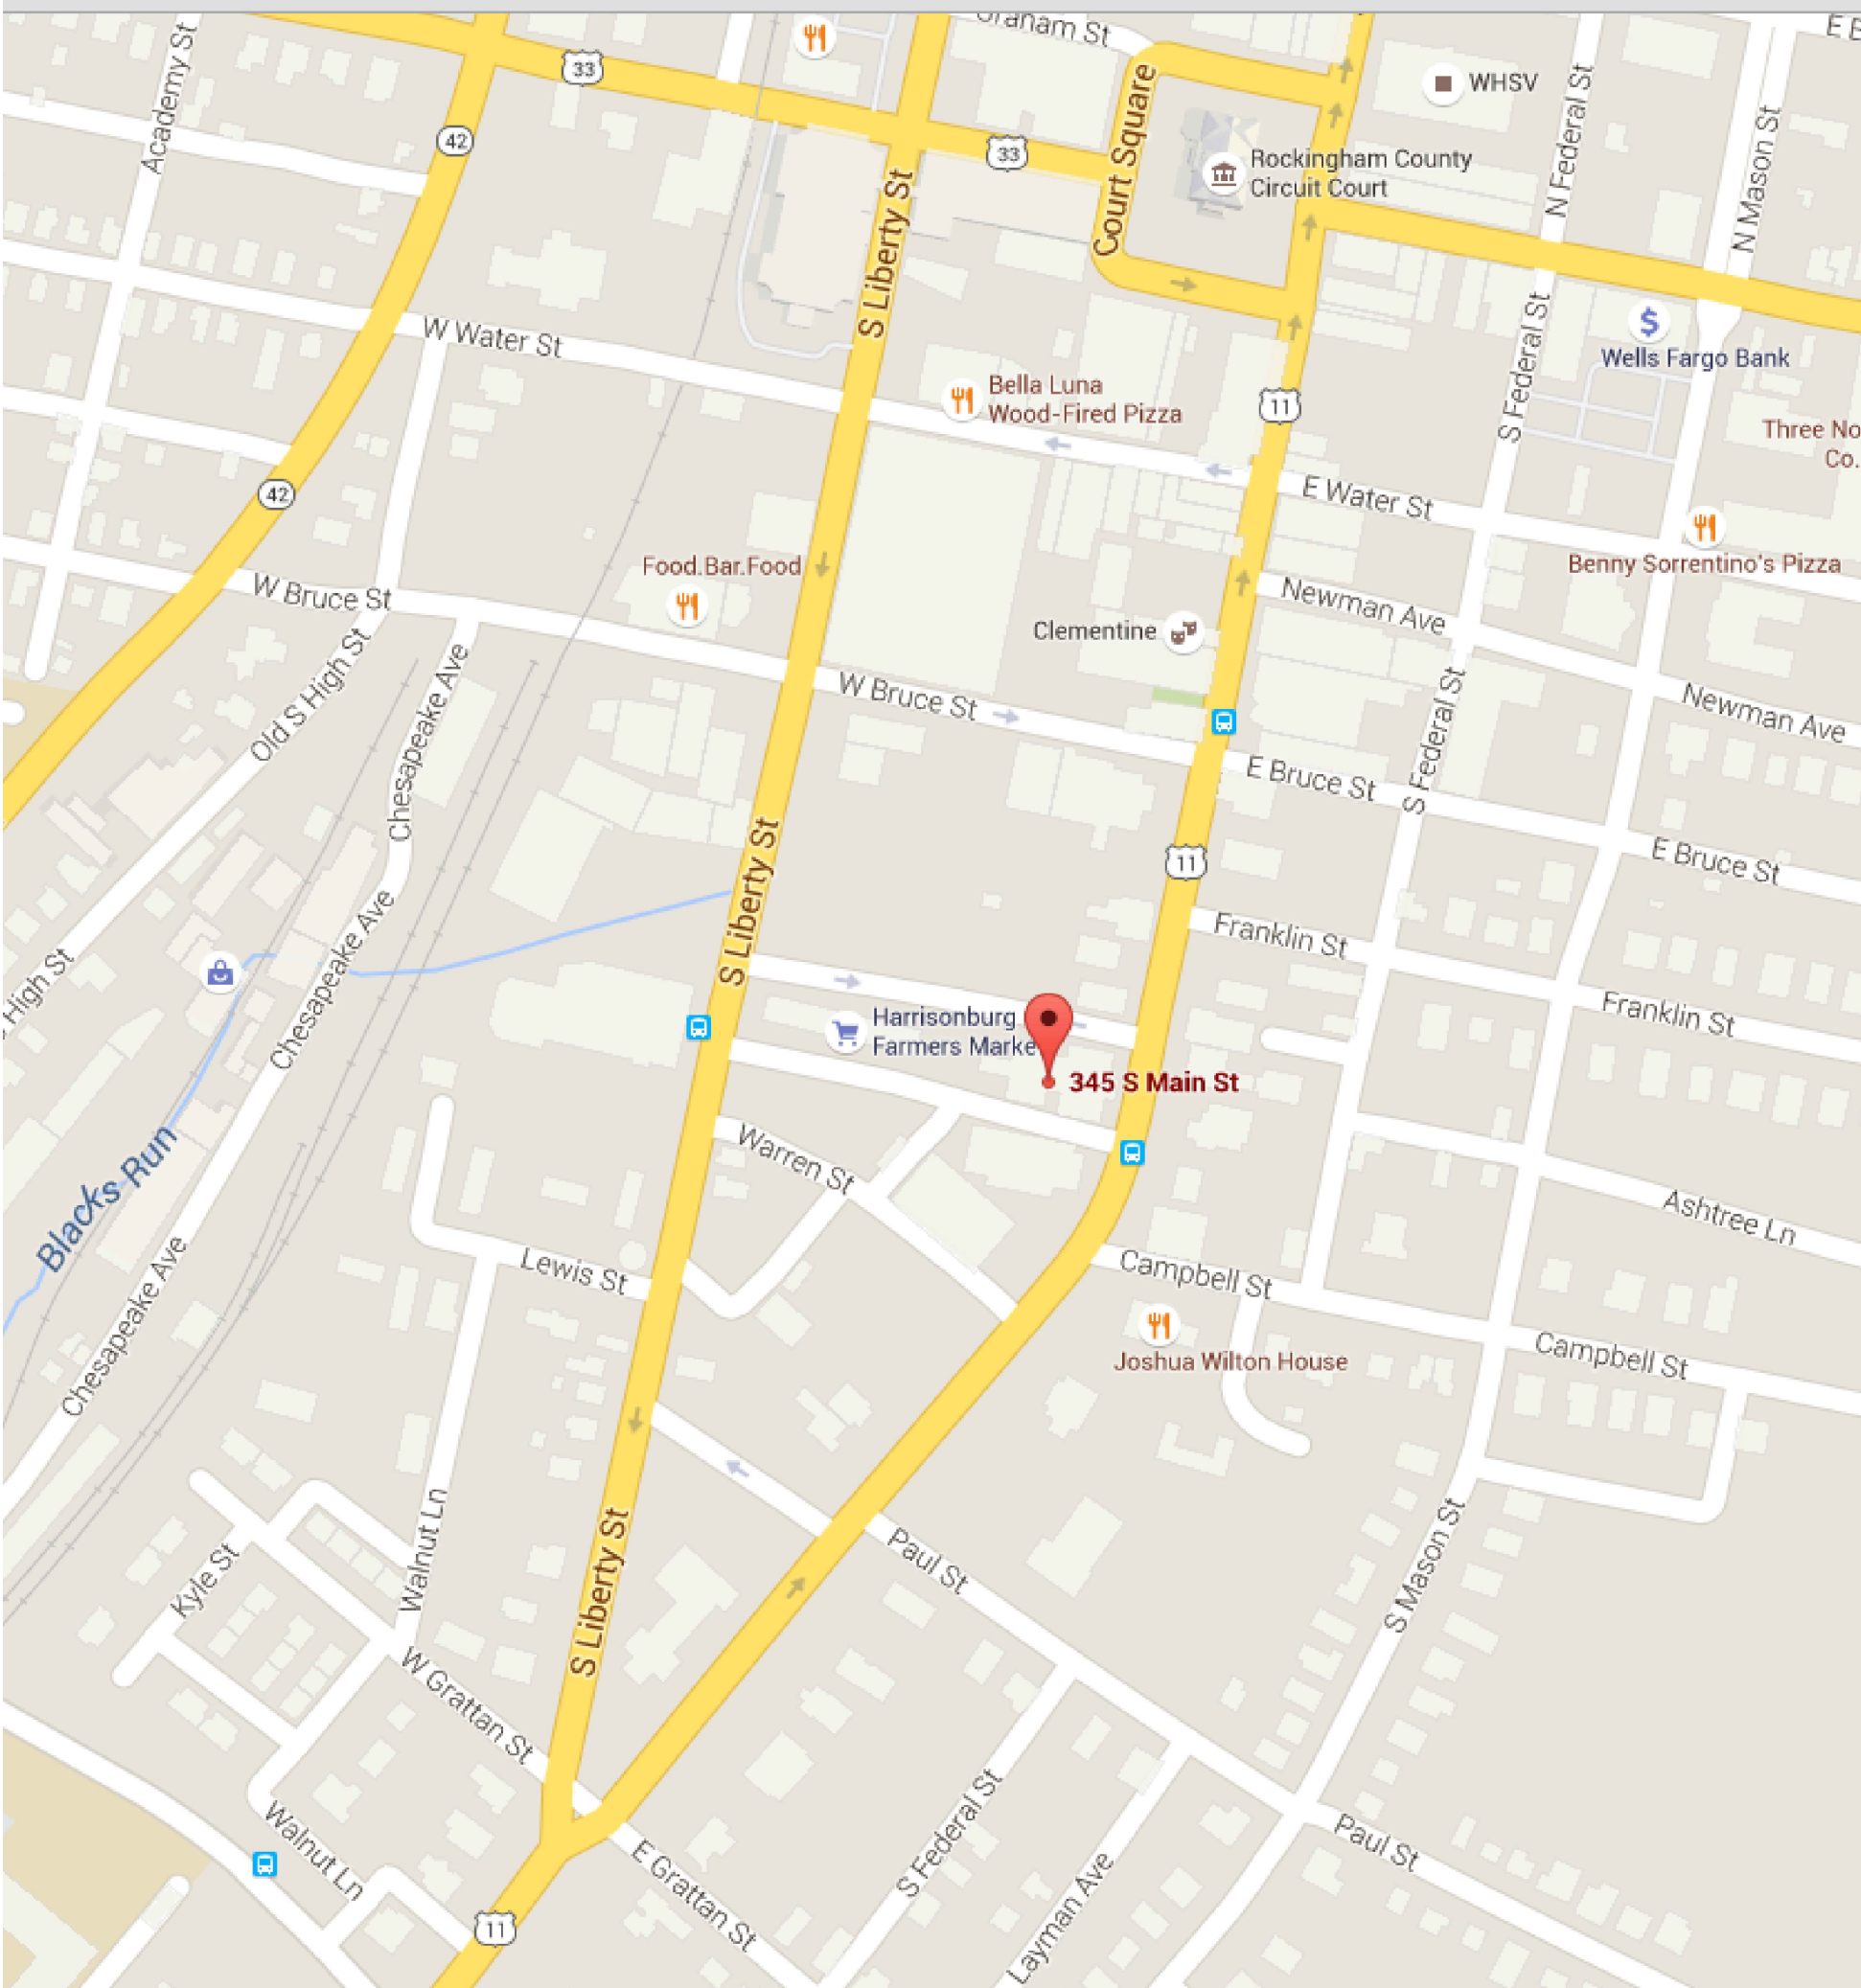 Graham St
E E
Academy St
33
WHSV
N Federal St
42
Court Square
N Mason St
33
Rockingham County
Circuit Court
S Liberty St
W Water St
S Federal St
$
Wells Fargo Bank
Bella Luna
Wood-Fired Pizza
11
Three No
Co.
42
E Water St
Food.Bar.Food
Benny Sorrentino's Pizza
W Bruce St
Newman Ave
Clementine
Old S High St
Chesapeake Ave
W Bruce St
S Federal St
Newman Ave
E Bruce St
S Liberty St
11
E Bruce St
Franklin St
High St
Chesapeake Ave
Harrisonburg
Farmers Marke
Franklin St
345 S Main St
Blacks Run
Warren St
Ashtree Ln
Chesapeake Ave
Lewis St
Campbell St
Joshua Wilton House
Campbell St
Walnut Ln
S Liberty St
Kyle St
Paul St
S Mason St
W Grattan St
S Federal St
Walnut Ln
E Grattan St
Layman Ave
Paul St
11